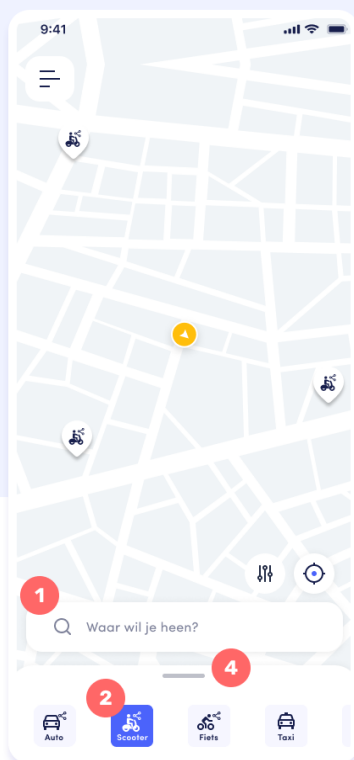 9:41
1
Waar wil je heen?
4
2
Auto
Scooter
Fiets
Taxi